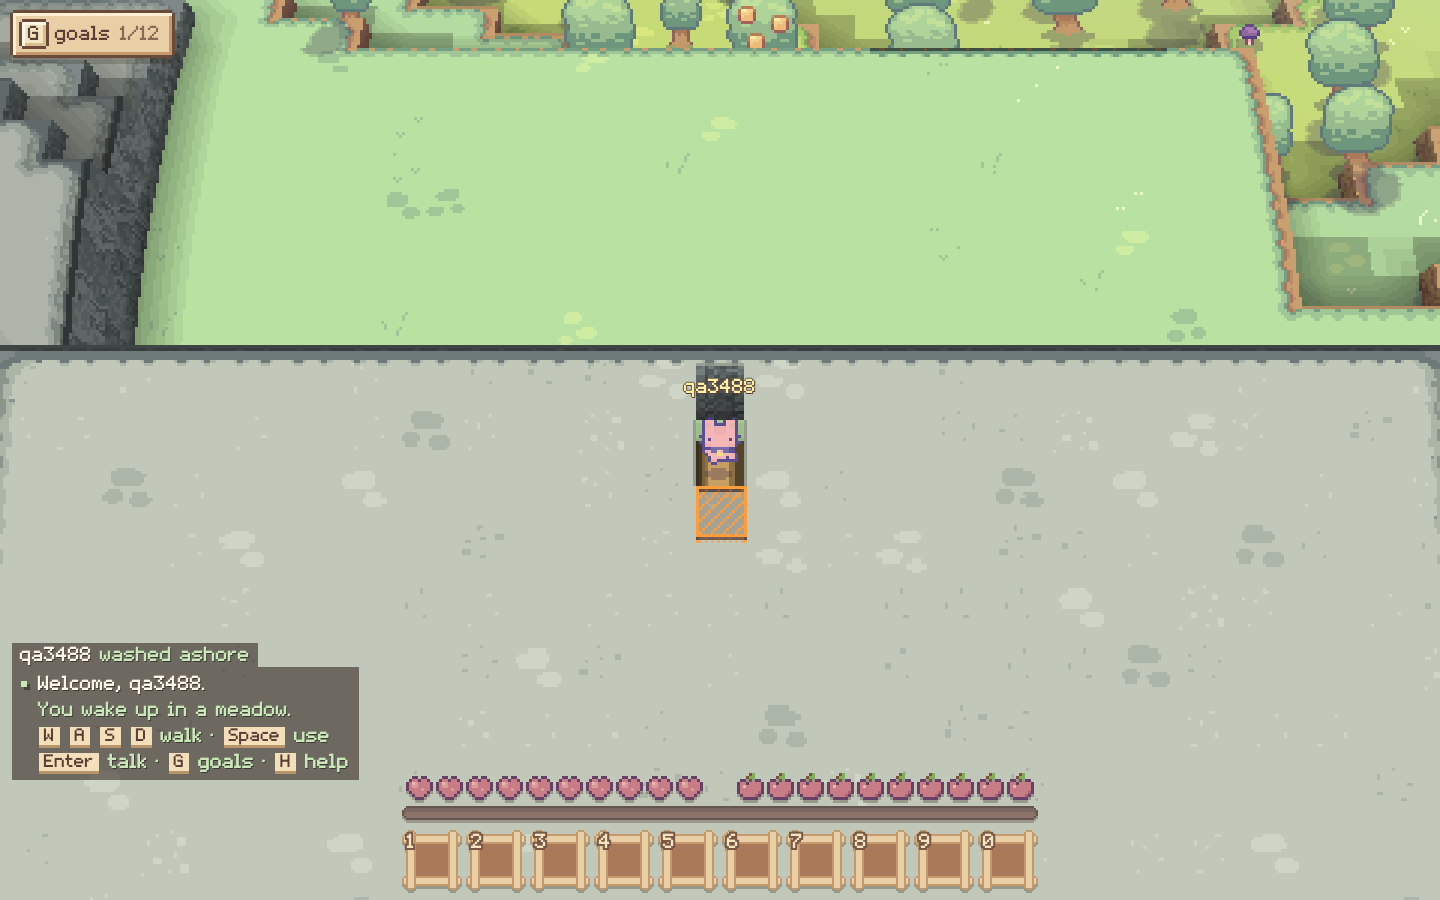 G goals 1/12
qa3488
qa3488 washed ashore
Welcome, qa3488.
You wake up in a meadow.
W A S D walk · Space use
Enter talk · G goals · H help
1 2 3 4 5 6 7 8 9 0